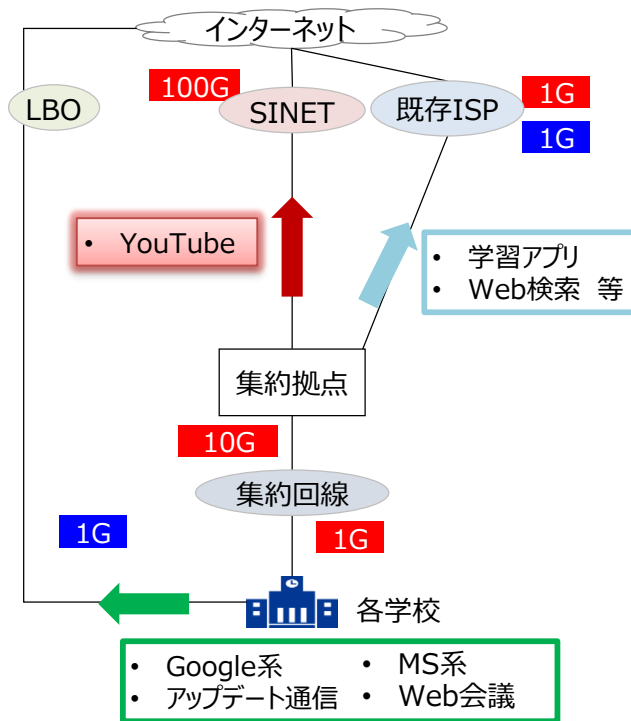 インターネット
100G
LBO
SINET
既存ISP
1G
1G
• YouTube
• 学習アプリ
• Web検索 等
集約拠点
10G
集約回線
1G
1G
各学校
• Google系
• MS系
• アップデート通信
• Web会議